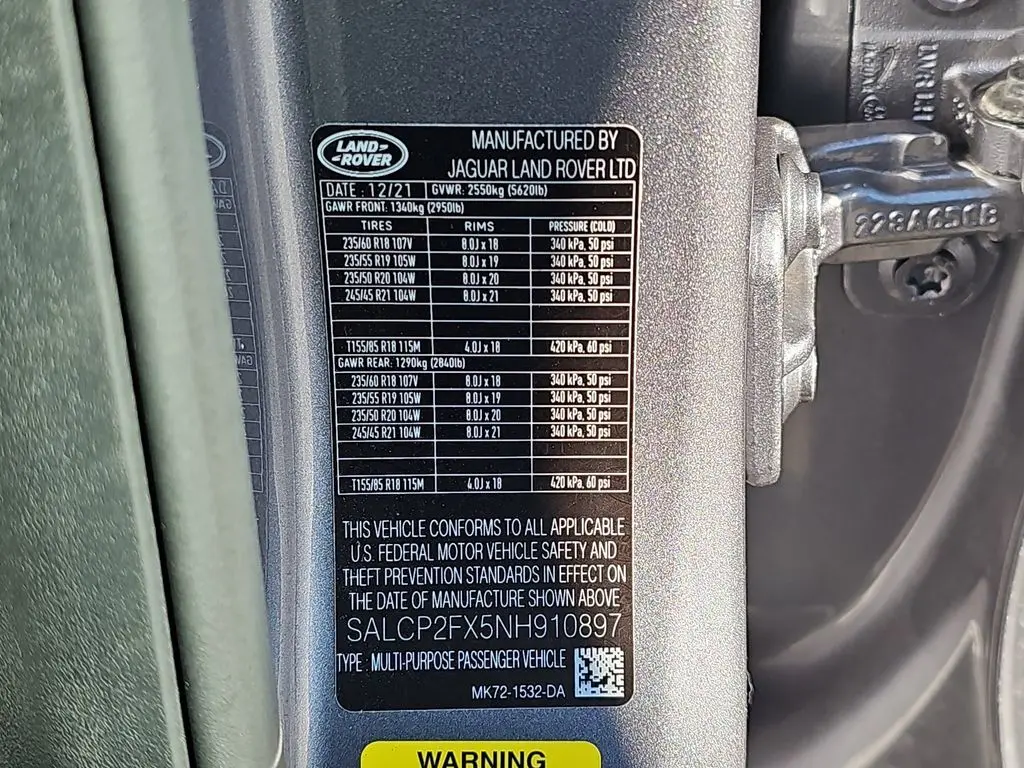 LAND-
-ROVER
MANUFACTURED BY
JAGUAR LAND ROVER LTD
DATE : 12/21 GVWR: 2550kg (5620lb)
GAWR FRONT: 1340kg (2950lb)
TIRES RIMS PRESSURE (COLD)
235/60 R18 107V 8.0J x 18 340 kPa, 50 psi
235/55 R19 105W 8.0J x 19 340 kPa, 50 psi
235/50 R20 104W 8.0J x 20 340 kPa, 50 psi
245/45 R21 104W 8.0J x 21 340 kPa, 50 psi
T155/85 R18 115M 4.0J x 18 420 kPa, 60 psi
GAWR REAR: 1290kg (2840lb)
235/60 R18 107V 8.0J x 18 340 kPa, 50 psi
235/55 R19 105W 8.0J x 19 340 kPa, 50 psi
235/50 R20 104W 8.0J x 20 340 kPa, 50 psi
245/45 R21 104W 8.0J x 21 340 kPa, 50 psi
T155/85 R18 115M 4.0J x 18 420 kPa, 60 psi
THIS VEHICLE CONFORMS TO ALL APPLICABLE
U.S. FEDERAL MOTOR VEHICLE SAFETY AND
THEFT PREVENTION STANDARDS IN EFFECT ON
THE DATE OF MANUFACTURE SHOWN ABOVE
SALCP2FX5NH910897
TYPE : MULTI-PURPOSE PASSENGER VEHICLE
MK72-1532-DA
WARNING